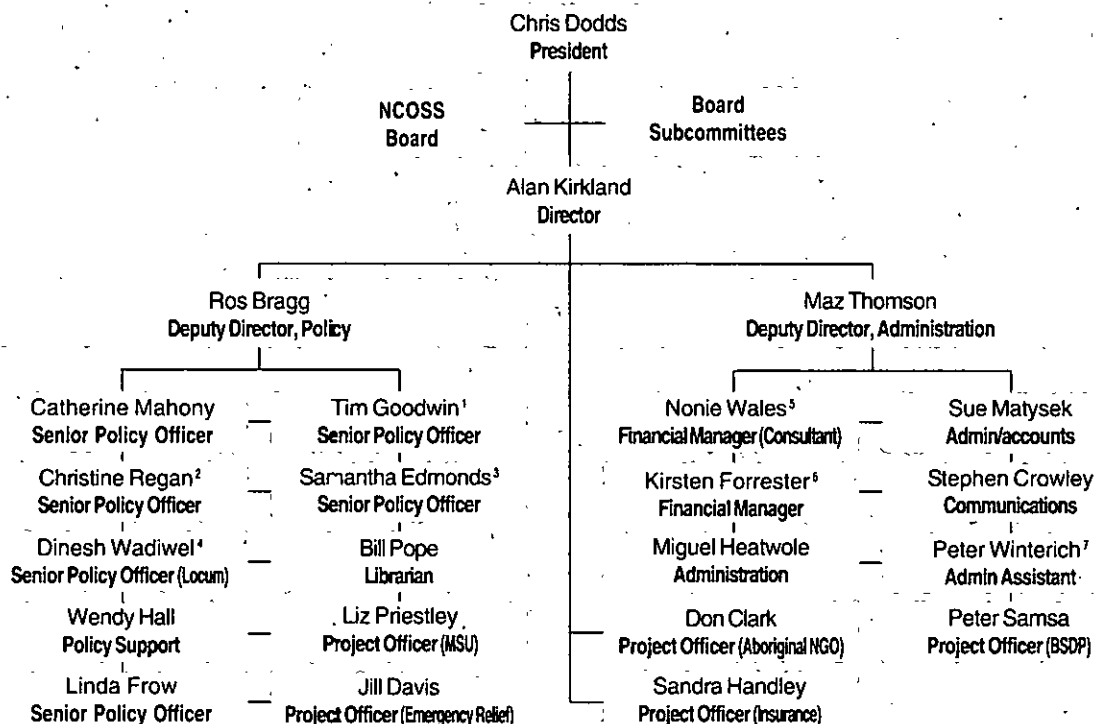 Chris Dodds
President
NCOSS
Board
Board
Subcommittees
Alan Kirkland
Director
Ros Bragg
Deputy Director, Policy
Maz Thomson
Deputy Director, Administration
Catherine Mahony
Senior Policy Officer
Tim Goodwin¹
Senior Policy Officer
Nonie Wales⁵
Financial Manager (Consultant)
Sue Matysek
Admin/accounts
Christine Regan²
Senior Policy Officer
Samantha Edmonds³
Senior Policy Officer
Kirsten Forrester⁶
Financial Manager
Stephen Crowley
Communications
Dinesh Wadiwel⁴
Senior Policy Officer (Locum)
Bill Pope
Librarian
Miguel Heatwole
Administration
Peter Winterich⁷
Admin Assistant
Wendy Hall
Policy Support
Liz Priestley
Project Officer (MSU)
Don Clark
Project Officer (Aboriginal NGO)
Peter Samsa
Project Officer (BSDP)
Linda Frow
Senior Policy Officer
Jill Davis
Project Officer (Emergency Relief)
Sandra Handley
Project Officer (Insurance)